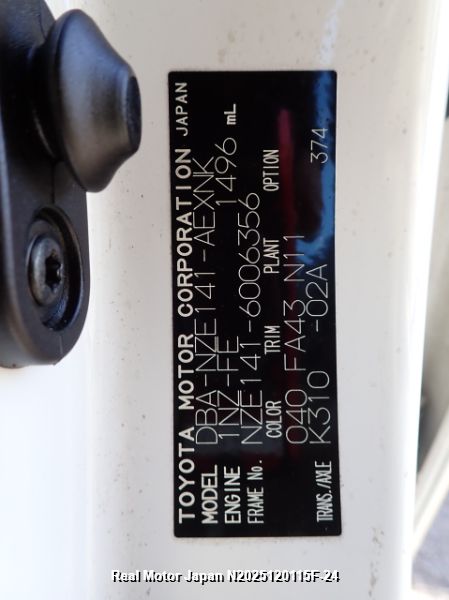 TOYOTA MOTOR CORPORATION JAPAN
MODEL DBA-NZE141-AEXNK
ENGINE 1NZ-FE 1496 mL
FRAME No. NZE141-6006356
COLOR TRIM PLANT OPTION
040 FA43 N11 374
TRANS./AXLE K310 -02A
Real Motor Japan N2025120115F-24